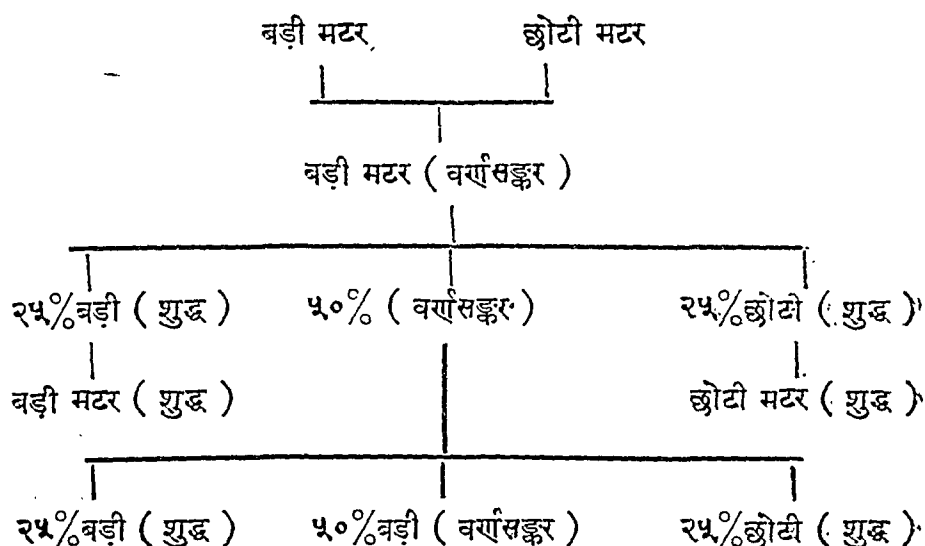 बड़ी मटर छोटी मटर
बड़ी मटर ( वर्णसङ्कर )
२५%बड़ी ( शुद्ध ) ५०% ( वर्णसङ्कर ) २५%छोटी ( शुद्ध )
बड़ी मटर ( शुद्ध ) छोटी मटर ( शुद्ध )
२५%बड़ी ( शुद्ध ) ५०%बड़ी ( वर्णसङ्कर ) २५%छोटी ( शुद्ध )